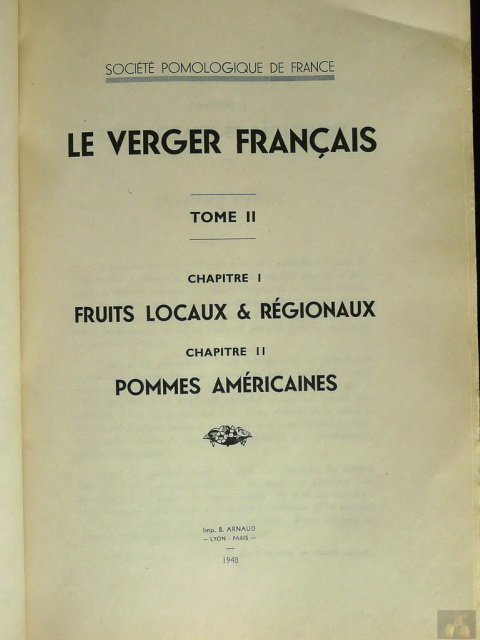 SOCIÉTÉ POMOLOGIQUE DE FRANCE
LE VERGER FRANÇAIS
TOME II
CHAPITRE I
FRUITS LOCAUX & RÉGIONAUX
CHAPITRE II
POMMES AMÉRICAINES
Imp. B. ARNAUD
— LYON - PARIS —
1948